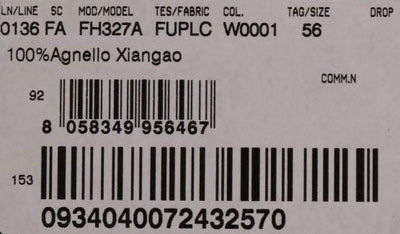 LN/LINE SC MOD/MODEL TES/FABRIC COL. TAG/SIZE DROP
0136 FA FH327A FUPLC W0001 56
100%Agnello Xiangao
COMM.N
92
8 058349 956467
153
0934040072432570